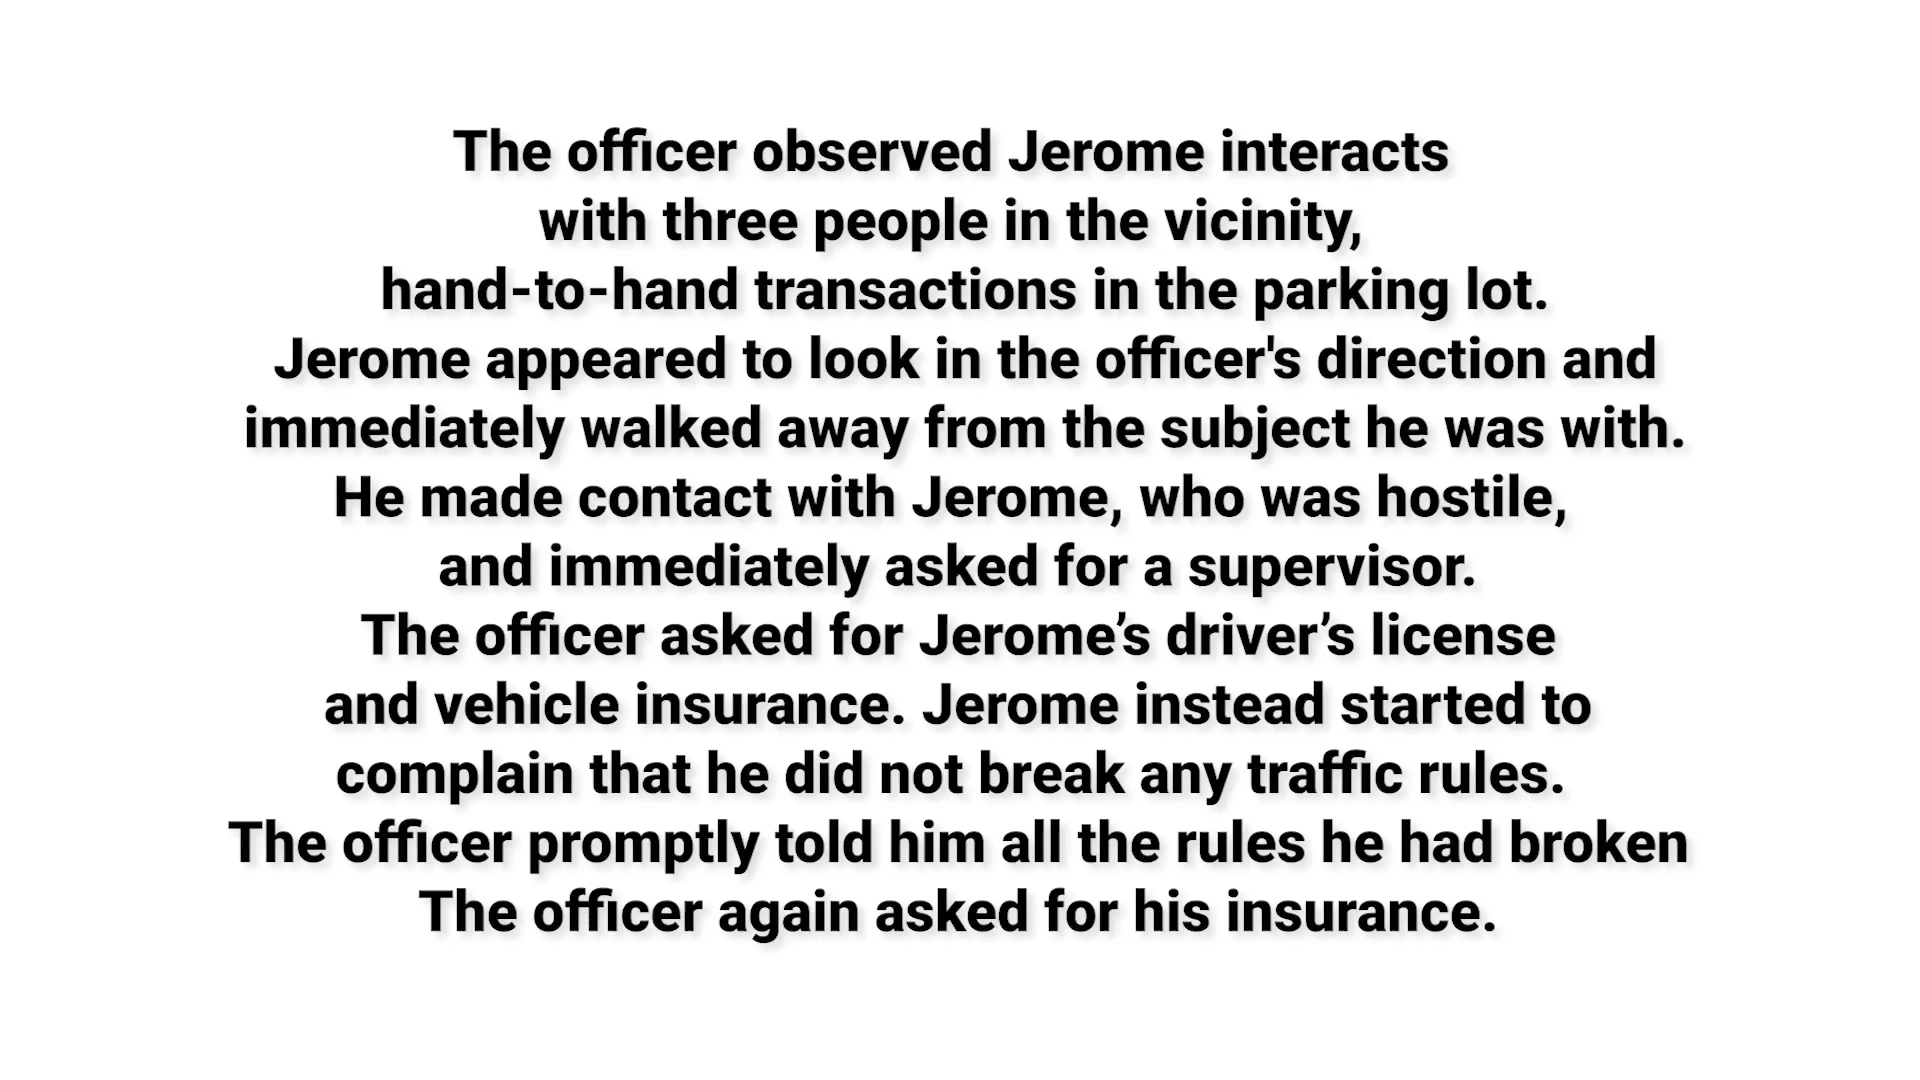 The officer observed Jerome interacts
with three people in the vicinity,
hand-to-hand transactions in the parking lot.
Jerome appeared to look in the officer's direction and
immediately walked away from the subject he was with.
He made contact with Jerome, who was hostile,
and immediately asked for a supervisor.
The officer asked for Jerome’s driver’s license
and vehicle insurance. Jerome instead started to
complain that he did not break any traffic rules.
The officer promptly told him all the rules he had broken
The officer again asked for his insurance.